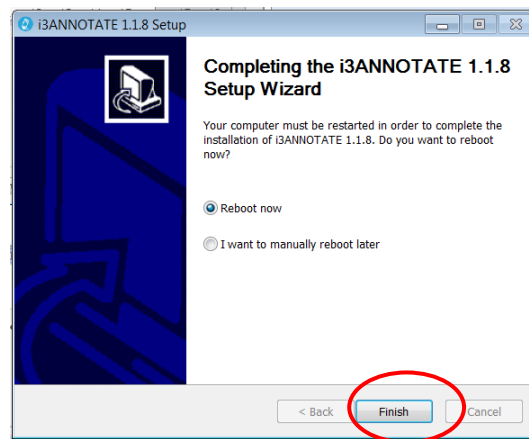 i3ANNOTATE 1.1.8 Setup
Completing the i3ANNOTATE 1.1.8
Setup Wizard
Your computer must be restarted in order to complete the
installation of i3ANNOTATE 1.1.8. Do you want to reboot
now?
Reboot now
I want to manually reboot later
< Back Finish Cancel